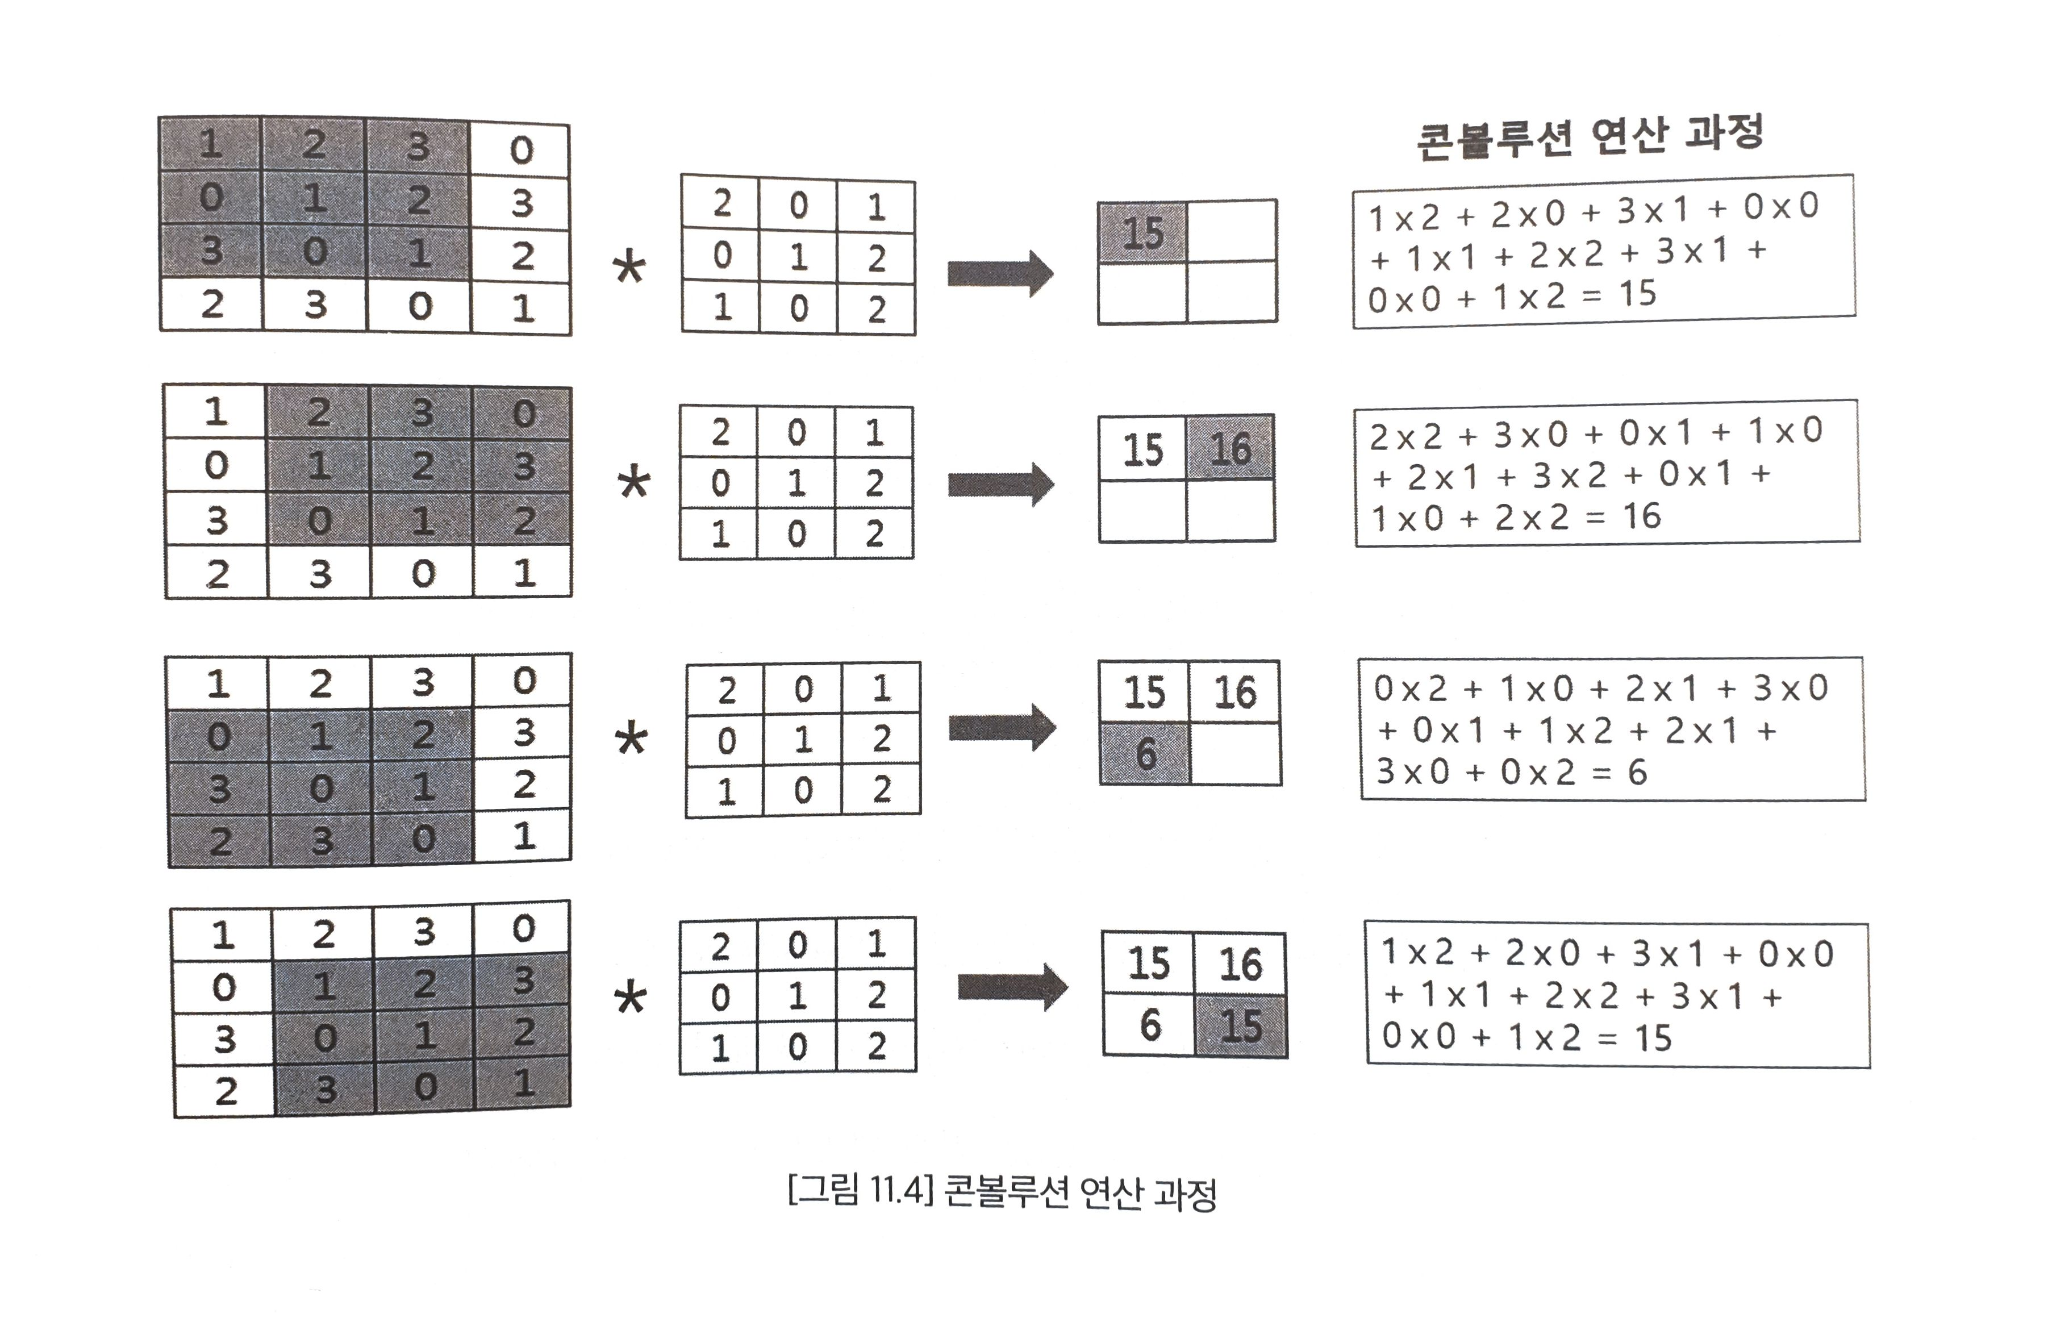 콘볼루션 연산 과정
1 2 3 0
0 1 2 3
3 0 1 2
2 3 0 1
*
2 0 1
0 1 2
1 0 2
15
1x2 + 2x0 + 3x1 + 0x0
+ 1x1 + 2x2 + 3x1 +
0x0 + 1x2 = 15
1 2 3 0
0 1 2 3
3 0 1 2
2 3 0 1
*
2 0 1
0 1 2
1 0 2
15 16
2x2 + 3x0 + 0x1 + 1x0
+ 2x1 + 3x2 + 0x1 +
1x0 + 2x2 = 16
1 2 3 0
0 1 2 3
3 0 1 2
2 3 0 1
*
2 0 1
0 1 2
1 0 2
15 16
6
0x2 + 1x0 + 2x1 + 3x0
+ 0x1 + 1x2 + 2x1 +
3x0 + 0x2 = 6
1 2 3 0
0 1 2 3
3 0 1 2
2 3 0 1
*
2 0 1
0 1 2
1 0 2
15 16
6 15
1x2 + 2x0 + 3x1 + 0x0
+ 1x1 + 2x2 + 3x1 +
0x0 + 1x2 = 15
[그림 11.4] 콘볼루션 연산 과정